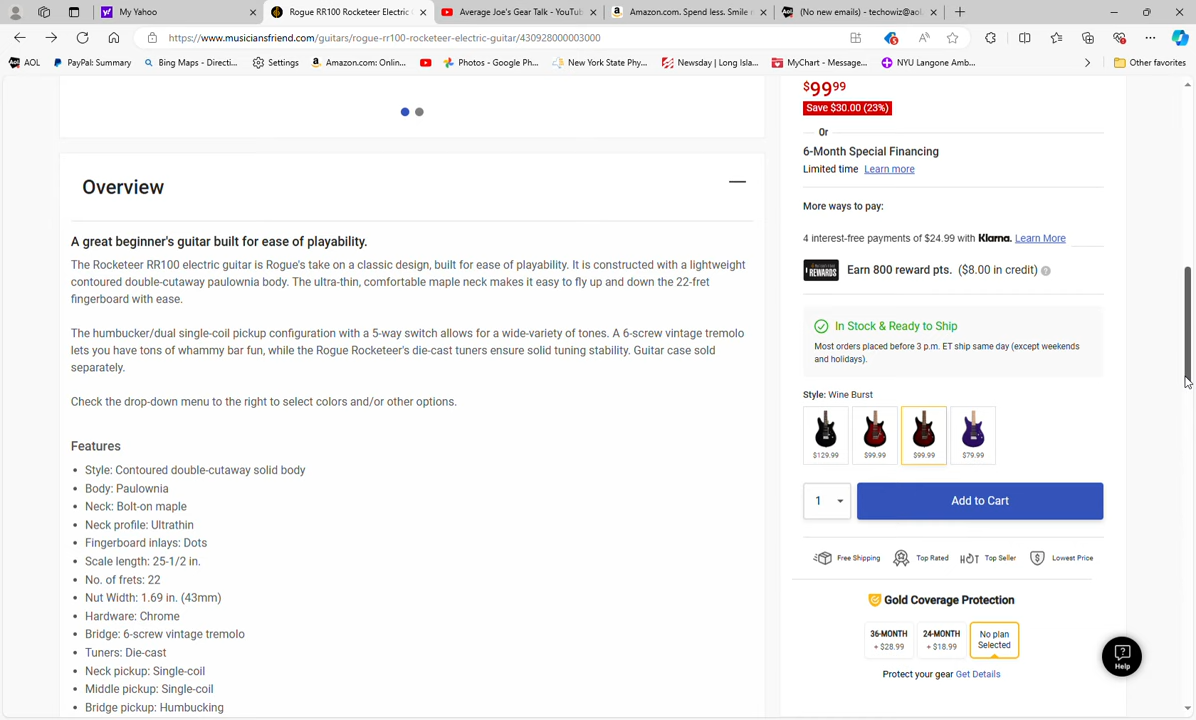 My Yahoo
Rogue RR100 Rocketeer Electric G
Average Joe's Gear Talk - YouTub
Amazon.com. Spend less. Smile m
(No new emails) - techowiz@aol.
https://www.musiciansfriend.com/guitars/rogue-rr100-rocketeer-electric-guitar/430928000003000
AOL
PayPal: Summary
Bing Maps - Directi...
Settings
Amazon.com: Onlin...
Photos - Google Ph...
New York State Phy...
Newsday | Long Isla...
MyChart - Message...
NYU Langone Amb...
Other favorites
Overview
A great beginner's guitar built for ease of playability.
The Rocketeer RR100 electric guitar is Rogue's take on a classic design, built for ease of playability. It is constructed with a lightweight
contoured double-cutaway paulownia body. The ultra-thin, comfortable maple neck makes it easy to fly up and down the 22-fret
fingerboard with ease.
The humbucker/dual single-coil pickup configuration with a 5-way switch allows for a wide-variety of tones. A 6-screw vintage tremolo
lets you have tons of whammy bar fun, while the Rogue Rocketeer's die-cast tuners ensure solid tuning stability. Guitar case sold
separately.
Check the drop-down menu to the right to select colors and/or other options.
Features
• Style: Contoured double-cutaway solid body
• Body: Paulownia
• Neck: Bolt-on maple
• Neck profile: Ultrathin
• Fingerboard inlays: Dots
• Scale length: 25-1/2 in.
• No. of frets: 22
• Nut Width: 1.69 in. (43mm)
• Hardware: Chrome
• Bridge: 6-screw vintage tremolo
• Tuners: Die-cast
• Neck pickup: Single-coil
• Middle pickup: Single-coil
• Bridge pickup: Humbucking
$99.99
Save $30.00 (23%)
Or
6-Month Special Financing
Limited time Learn more
More ways to pay:
4 interest-free payments of $24.99 with Klarna. Learn More
REWARDS Earn 800 reward pts. ($8.00 in credit) ?
In Stock & Ready to Ship
Most orders placed before 3 p.m. ET ship same day (except weekends
and holidays).
Style: Wine Burst
$129.99 $99.99 $99.99 $79.99
1 Add to Cart
Free Shipping Top Rated HOT Top Seller Lowest Price
Gold Coverage Protection
36-MONTH
+ $28.99
24-MONTH
+ $18.99
No plan
Selected
Protect your gear Get Details
Help